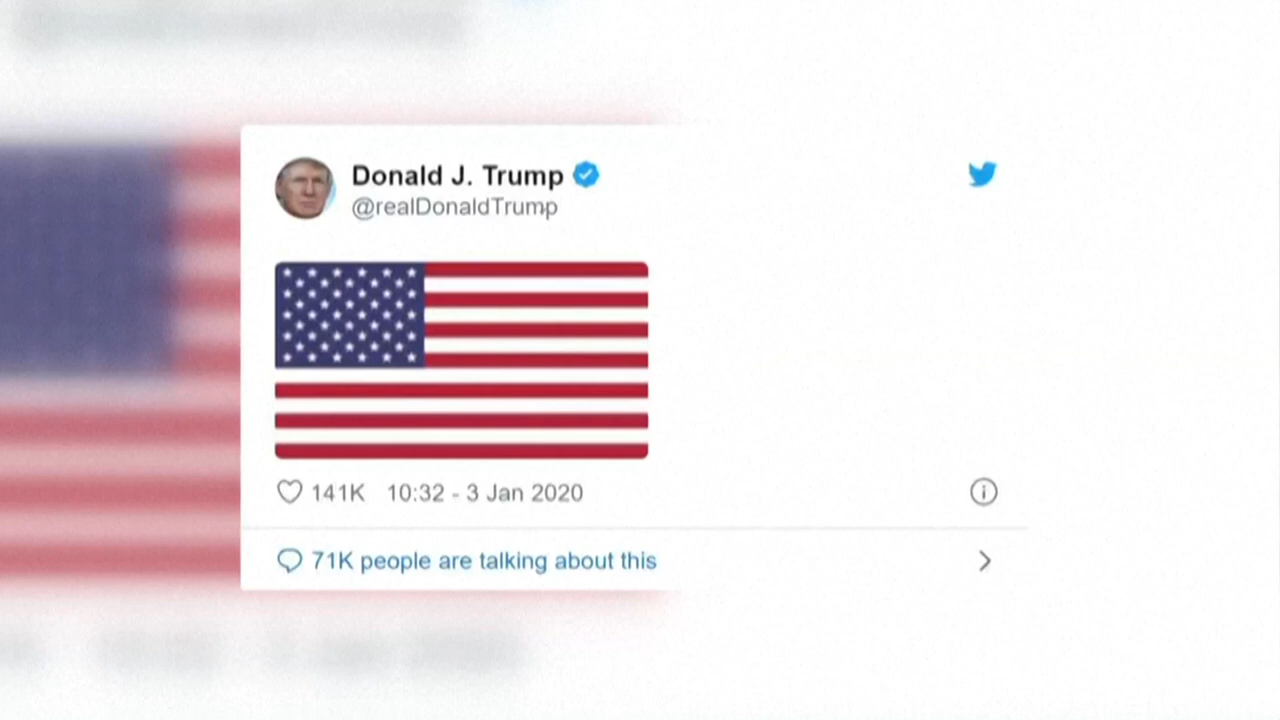 Donald J. Trump
@realDonaldTrump
141K 10:32 - 3 Jan 2020
71K people are talking about this